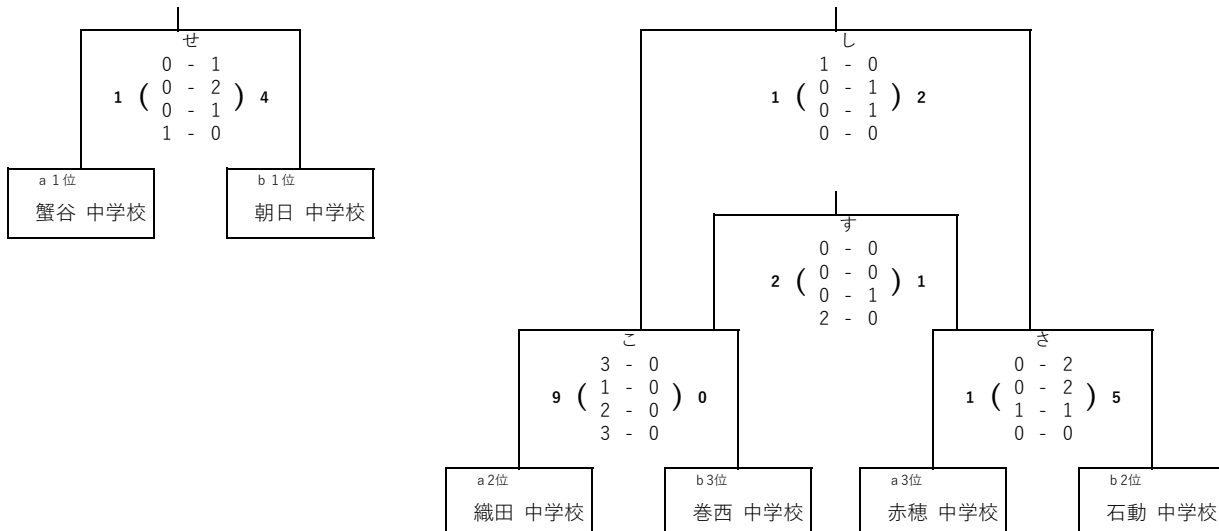 せ
0 - 1
0 - 2
0 - 1
1 - 0
1 ( ) 4
a 1位
蟹谷 中学校
b 1位
朝日 中学校
し
1 - 0
0 - 1
0 - 1
0 - 0
1 ( ) 2
す
0 - 0
0 - 0
0 - 1
2 - 0
2 ( ) 1
こ
3 - 0
1 - 0
2 - 0
3 - 0
9 ( ) 0
さ
0 - 2
0 - 2
1 - 1
0 - 0
1 ( ) 5
a 2位
織田 中学校
b 3位
巻西 中学校
a 3位
赤穂 中学校
b 2位
石動 中学校